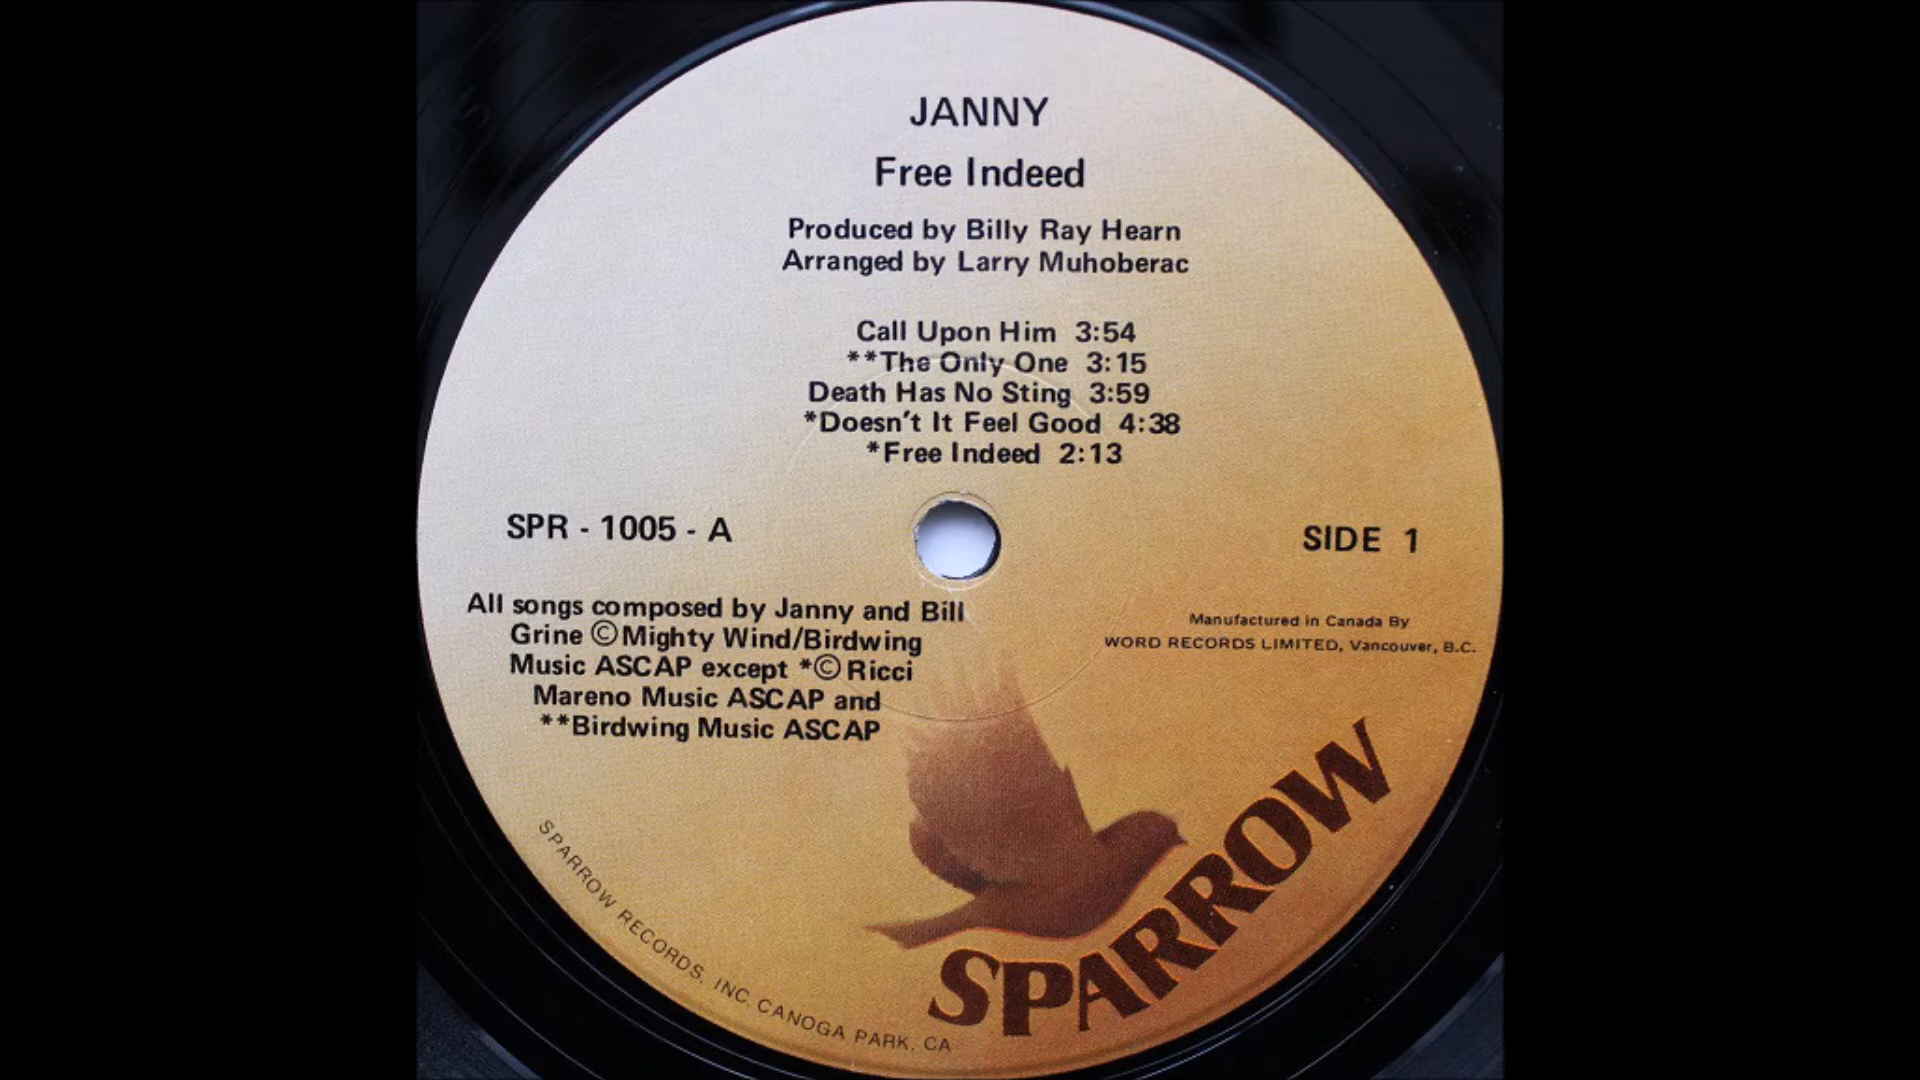 JANNY
Free Indeed
Produced by Billy Ray Hearn
Arranged by Larry Muhoberac
Call Upon Him 3:54
**The Only One 3:15
Death Has No Sting 3:59
*Doesn't It Feel Good 4:38
*Free Indeed 2:13
SPR - 1005 - A
SIDE 1
All songs composed by Janny and Bill
Grine ©Mighty Wind/Birdwing
Music ASCAP except *© Ricci
Mareno Music ASCAP and
**Birdwing Music ASCAP
Manufactured in Canada By
WORD RECORDS LIMITED, Vancouver, B.C.
SPARROW
SPARROW RECORDS, INC. CANOGA PARK, CA